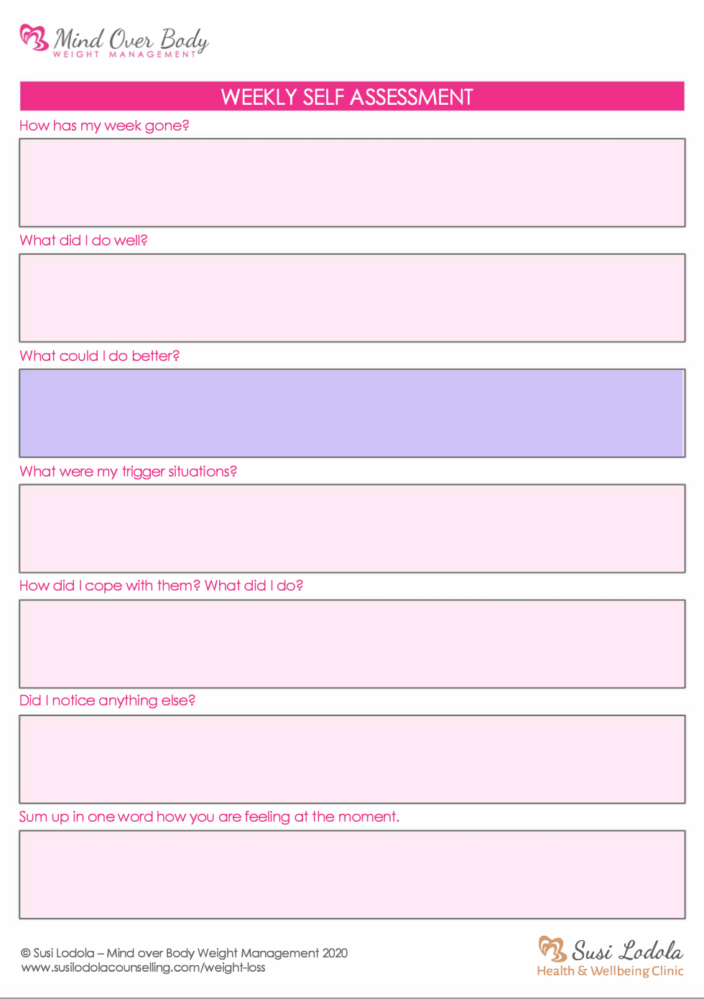 Mind Over Body
WEIGHT MANAGEMENT
WEEKLY SELF ASSESSMENT
How has my week gone?
What did I do well?
What could I do better?
What were my trigger situations?
How did I cope with them? What did I do?
Did I notice anything else?
Sum up in one word how you are feeling at the moment.
© Susi Lodola – Mind over Body Weight Management 2020
www.susilodolacounselling.com/weight-loss
Susi Lodola
Health & Wellbeing Clinic